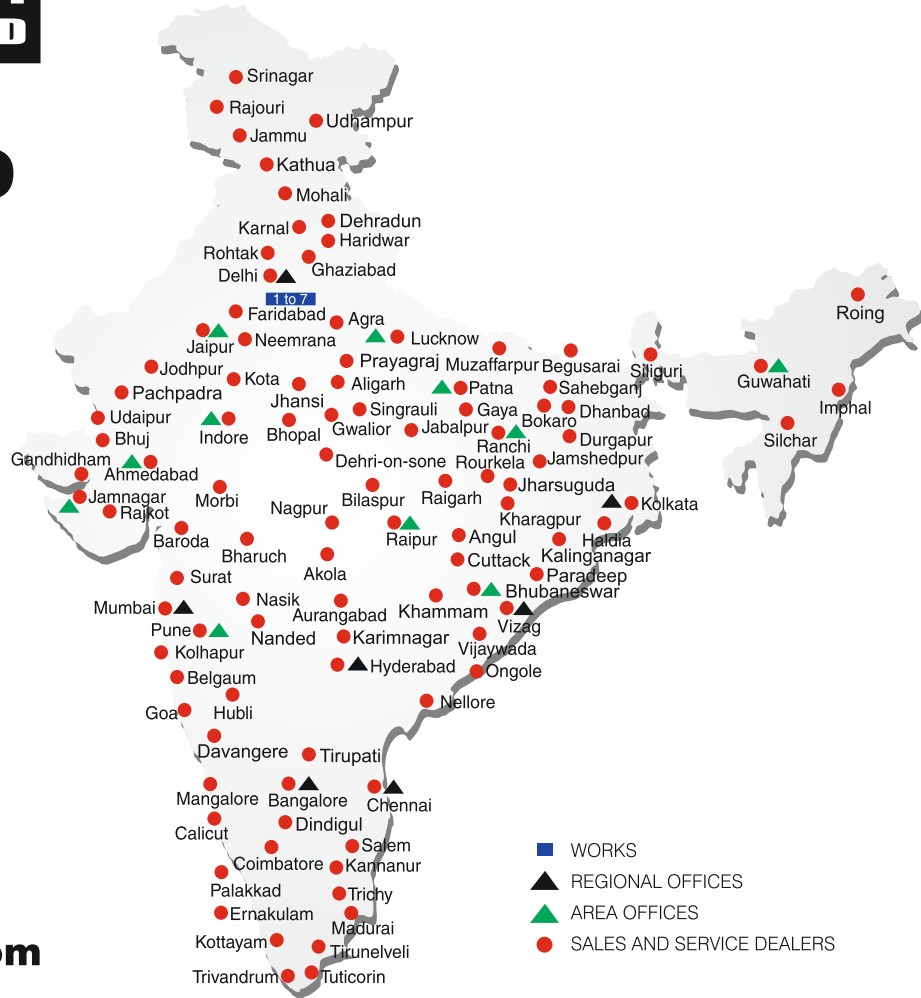 D
Srinagar
Rajouri
Udhampur
Jammu
Kathua
Mohali
Dehradun
Karnal
Haridwar
Rohtak
Ghaziabad
Delhi
1 to 7
Roing
Faridabad
Agra
Lucknow
Neemrana
Jaipur
Prayagraj
Muzaffarpur
Begusarai
Siliguri
Jodhpur
Guwahati
Kota
Aligarh
Patna
Sahebganj
Pachpadra
Jhansi
Imphal
Singrauli
Gaya
Dhanbad
Udaipur
Bokaro
Gwalior
Jabalpur
Indore
Bhopal
Bhuj
Ranchi
Durgapur
Silchar
Gandhidham
Dehri-on-sone
Rourkela
Jamshedpur
Ahmedabad
Jharsuguda
Jamnagar
Morbi
Bilaspur
Raigarh
Kolkata
Rajkot
Nagpur
Kharagpur
Baroda
Raipur
Angul
Haldia
Bharuch
Kalinganagar
Cuttack
Akola
Paradeep
Surat
Bhubaneswar
Nasik
Mumbai
Aurangabad
Khammam
Vizag
Pune
Nanded
Karimnagar
Vijaywada
Kolhapur
Hyderabad
Ongole
Belgaum
Nellore
Goa
Hubli
Davangere
Tirupati
Mangalore
Bangalore
Chennai
Calicut
Dindigul
Salem
WORKS
Coimbatore
Kannanur
REGIONAL OFFICES
Palakkad
Trichy
Ernakulam
AREA OFFICES
Madurai
Kottayam
SALES AND SERVICE DEALERS
Tirunelveli
om
Trivandrum
Tuticorin